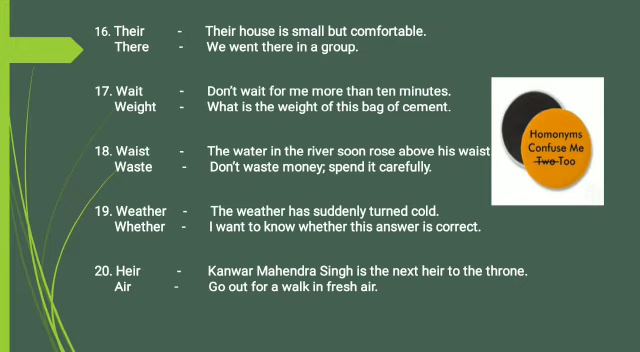 16. Their - Their house is small but comfortable.
There - We went there in a group.
17. Wait - Don't wait for me more than ten minutes.
Weight - What is the weight of this bag of cement.
18. Waist - The water in the river soon rose above his waist
Waste - Don't waste money; spend it carefully.
19. Weather - The weather has suddenly turned cold.
Whether - I want to know whether this answer is correct.
20. Heir - Kanwar Mahendra Singh is the next heir to the throne.
Air - Go out for a walk in fresh air.
Homonyms
Confuse Me
Two Too